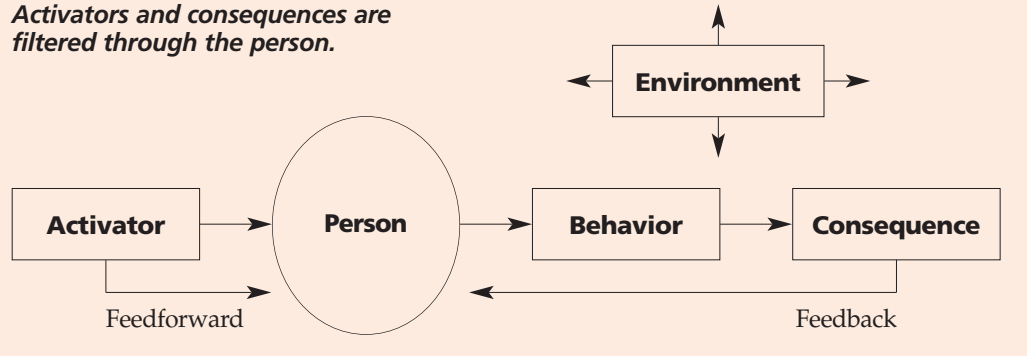 Activators and consequences are
filtered through the person.
Environment
Activator
Person
Behavior
Consequence
Feedforward
Feedback